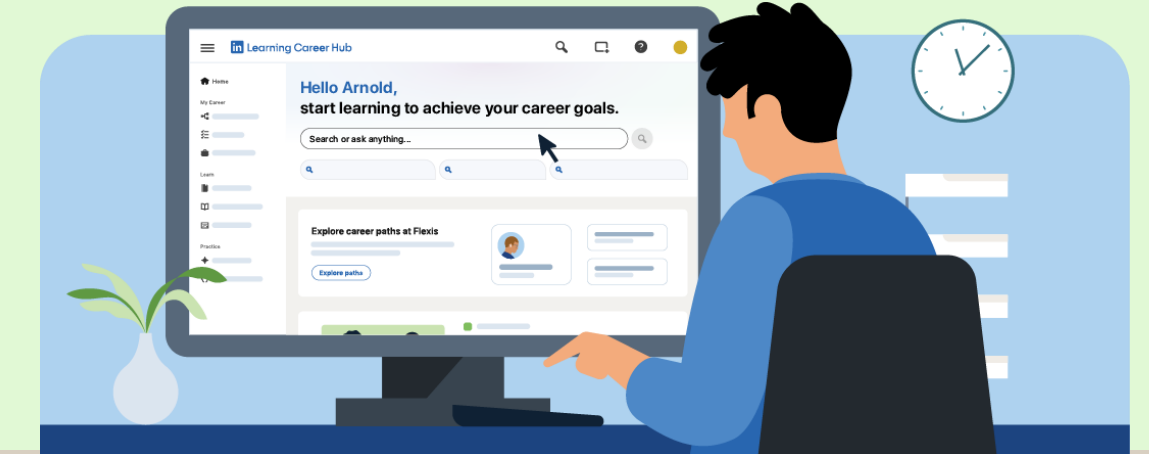 in Learning Career Hub
Home
My Career
Learn
Practice
Hello Arnold,
start learning to achieve your career goals.
Search or ask anything...
Explore career paths at Flexis
Explore paths